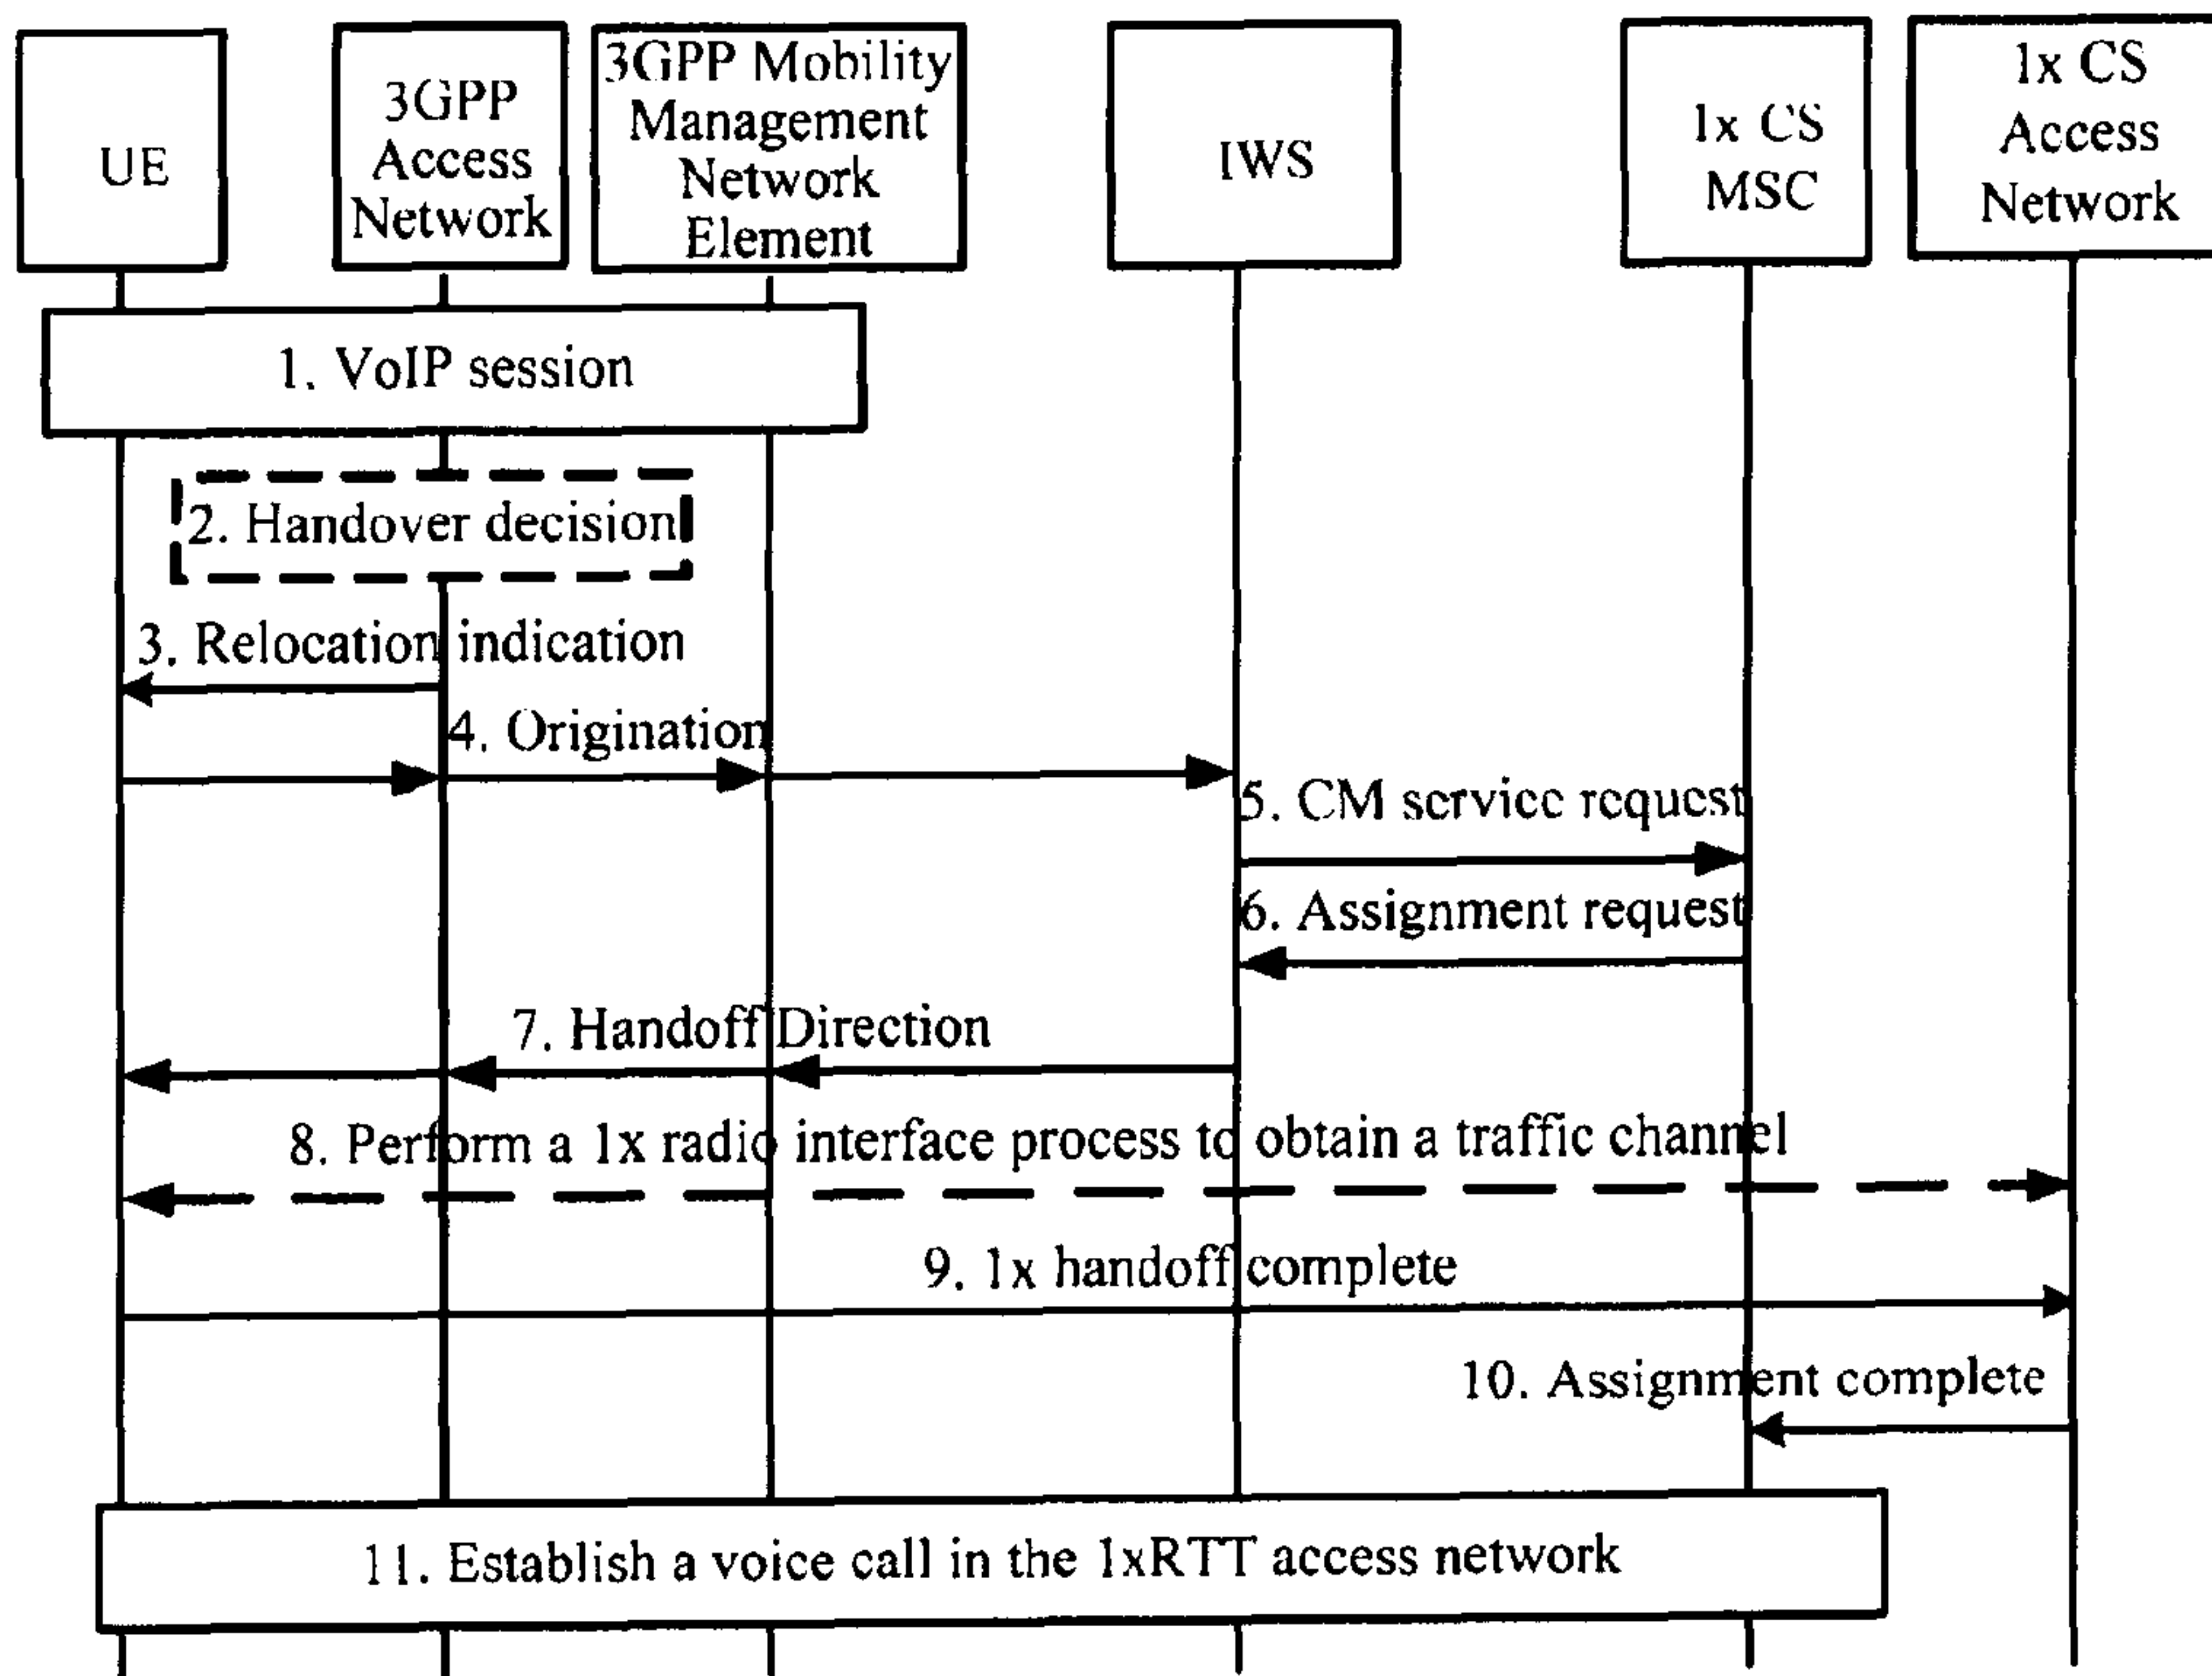 UE
3GPP
Access
Network
3GPP Mobility
Management
Network
Element
IWS
1x CS
MSC
1x CS
Access
Network
1. VoIP session
2. Handover decision
3. Relocation indication
4. Origination
5. CM service request
6. Assignment request
7. Handoff Direction
8. Perform a 1x radio interface process to obtain a traffic channel
9. 1x handoff complete
10. Assignment complete
11. Establish a voice call in the 1xRTT access network